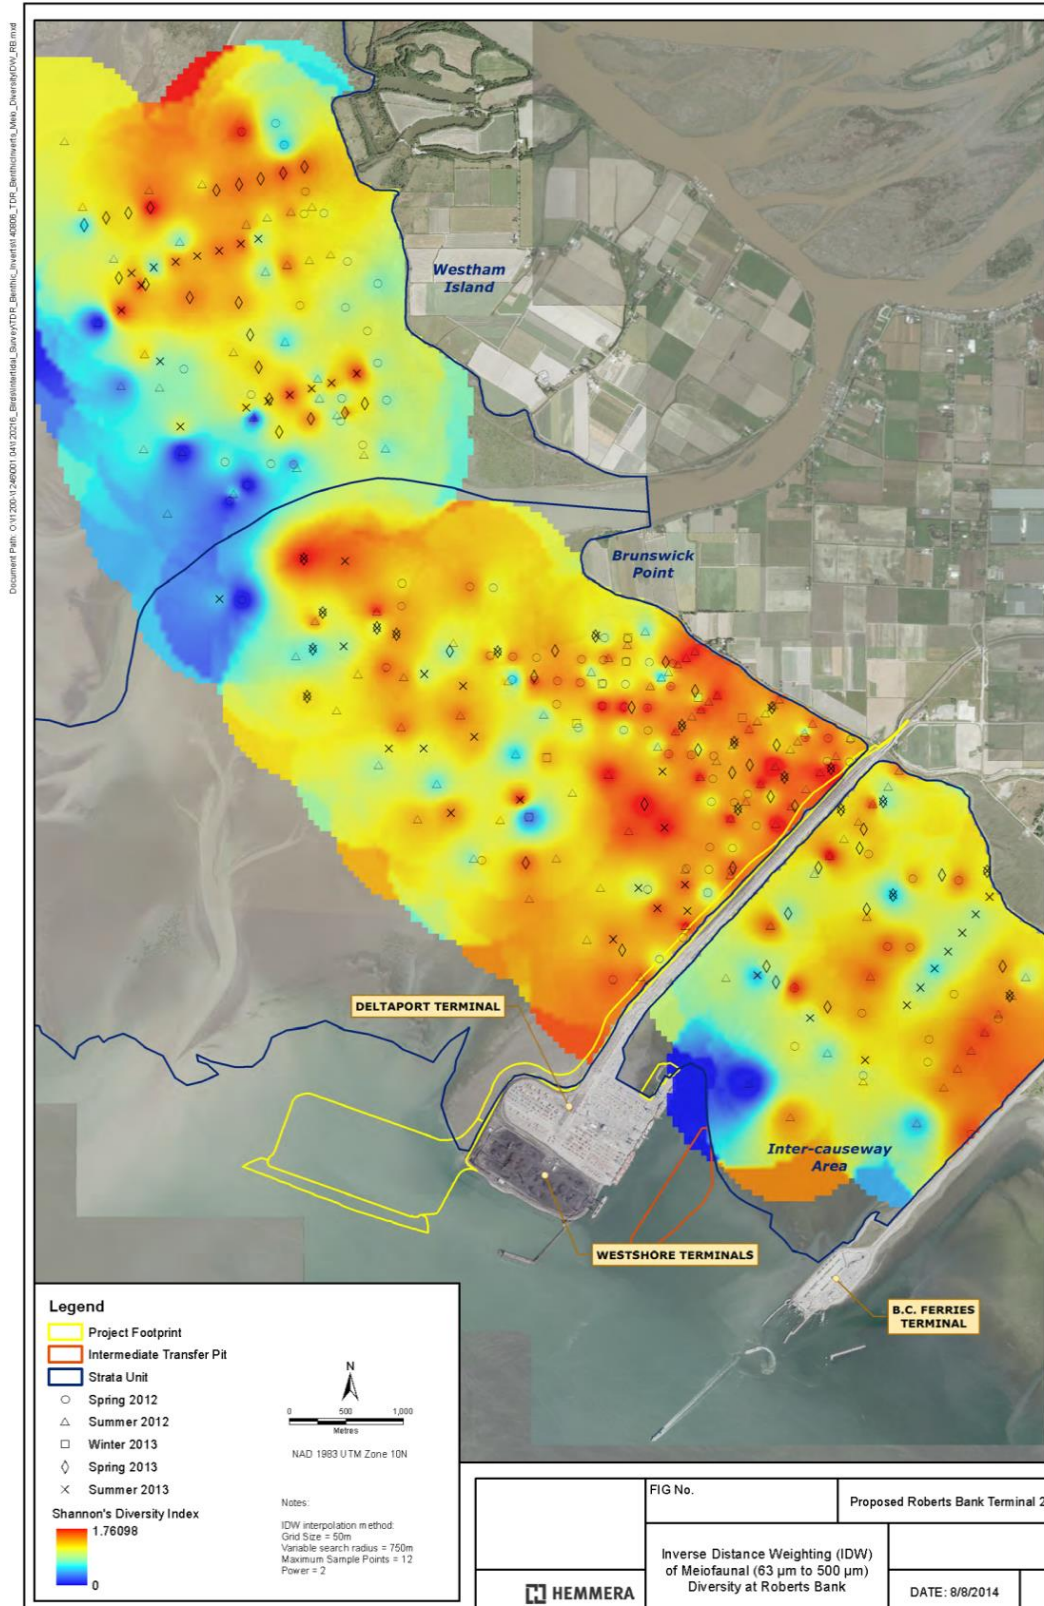 Westham
Island
Brunswick
Point
DELTAPORT TERMINAL
Inter-causeway
Area
WESTSHORE TERMINALS
B.C. FERRIES
TERMINAL
Legend
Project Footprint
Intermediate Transfer Pit
Strata Unit
Spring 2012
Summer 2012
Winter 2013
Spring 2013
Summer 2013
Shannon's Diversity Index
1.76098
0
N
0 500 1,000
Metres
NAD 1983 UTM Zone 10N
Notes:
IDW interpolation method:
Grid Size = 50m
Variable search radius = 750m
Maximum Sample Points = 12
Power = 2
HEMMERA
FIG No.
Proposed Roberts Bank Terminal 2
Inverse Distance Weighting (IDW)
of Meiofaunal (63 µm to 500 µm)
Diversity at Roberts Bank
DATE: 8/8/2014